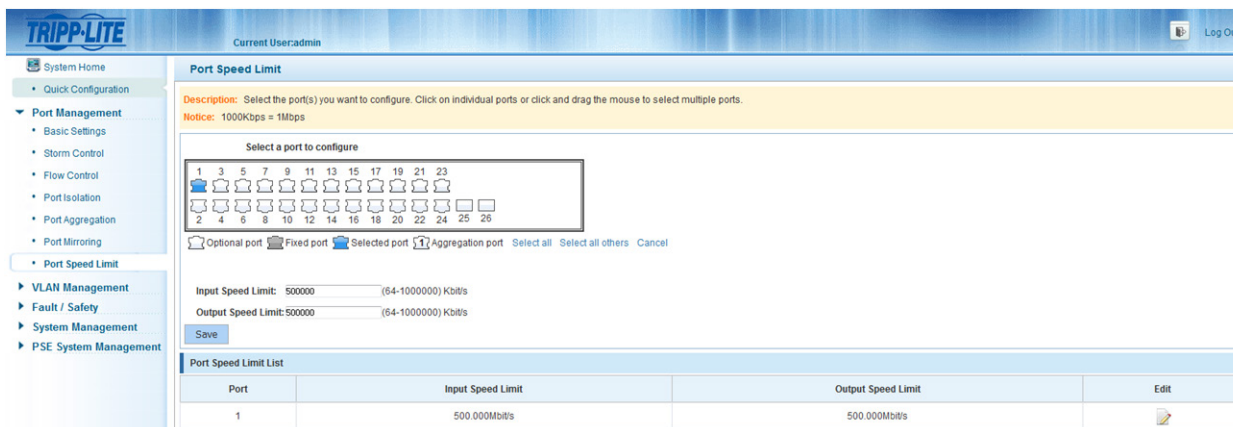 TRIPP·LITE
Current User:admin
System Home
• Quick Configuration
Port Management
• Basic Settings
• Storm Control
• Flow Control
• Port Isolation
• Port Aggregation
• Port Mirroring
• Port Speed Limit
VLAN Management
Fault / Safety
System Management
PSE System Management
Port Speed Limit
Description: Select the port(s) you want to configure. Click on individual ports or click and drag the mouse to select multiple ports.
Notice: 1000Kbps = 1Mbps
Select a port to configure
1 3 5 7 9 11 13 15 17 19 21 23
2 4 6 8 10 12 14 16 18 20 22 24 25 26
Optional port Fixed port Selected port 1 Aggregation port Select all Select all others Cancel
Input Speed Limit: 500000 (64-1000000) Kbit/s
Output Speed Limit: 500000 (64-1000000) Kbit/s
Save
Port Speed Limit List
Port Input Speed Limit Output Speed Limit Edit
1 500.000Mbit/s 500.000Mbit/s